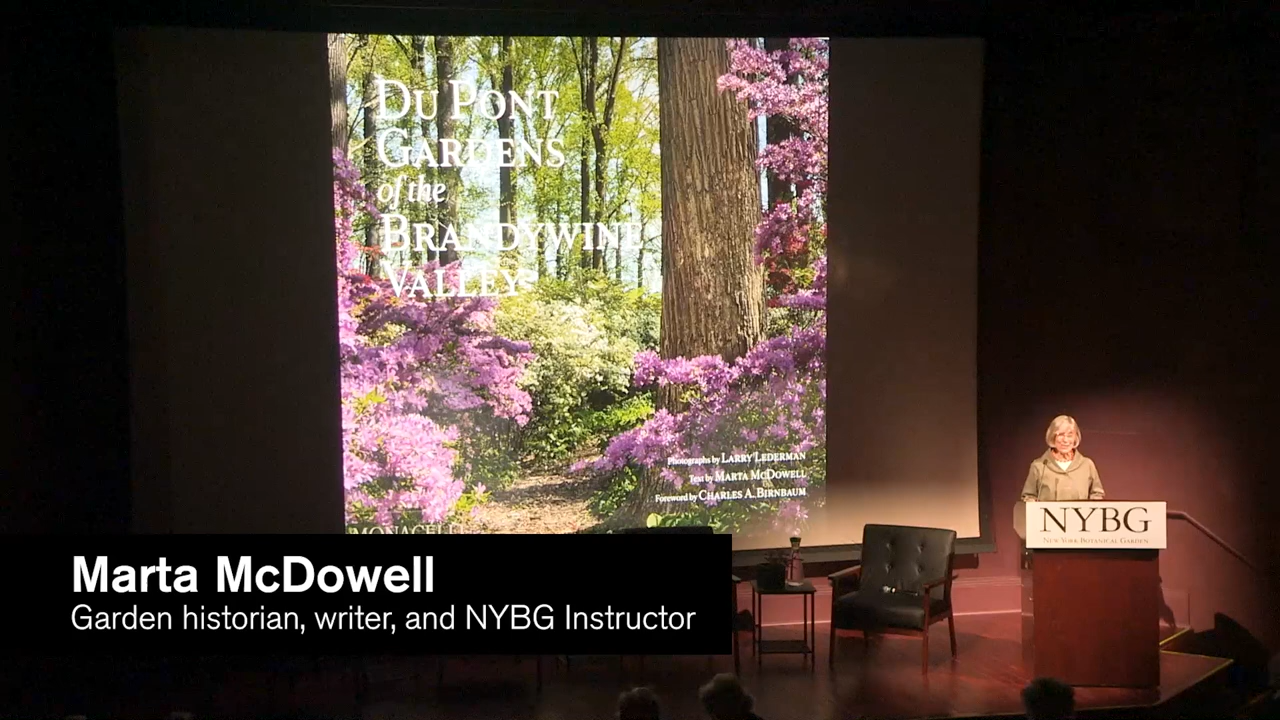 DU PONT
GARDENS
of the
BRANDYWINE
VALLEY
Photographs by LARRY LEDERMAN
Text by MARTA MCDOWELL
Foreword by CHARLES A. BIRNBAUM
MONACELLI
NYBG
NEW YORK BOTANICAL GARDEN
Marta McDowell
Garden historian, writer, and NYBG Instructor